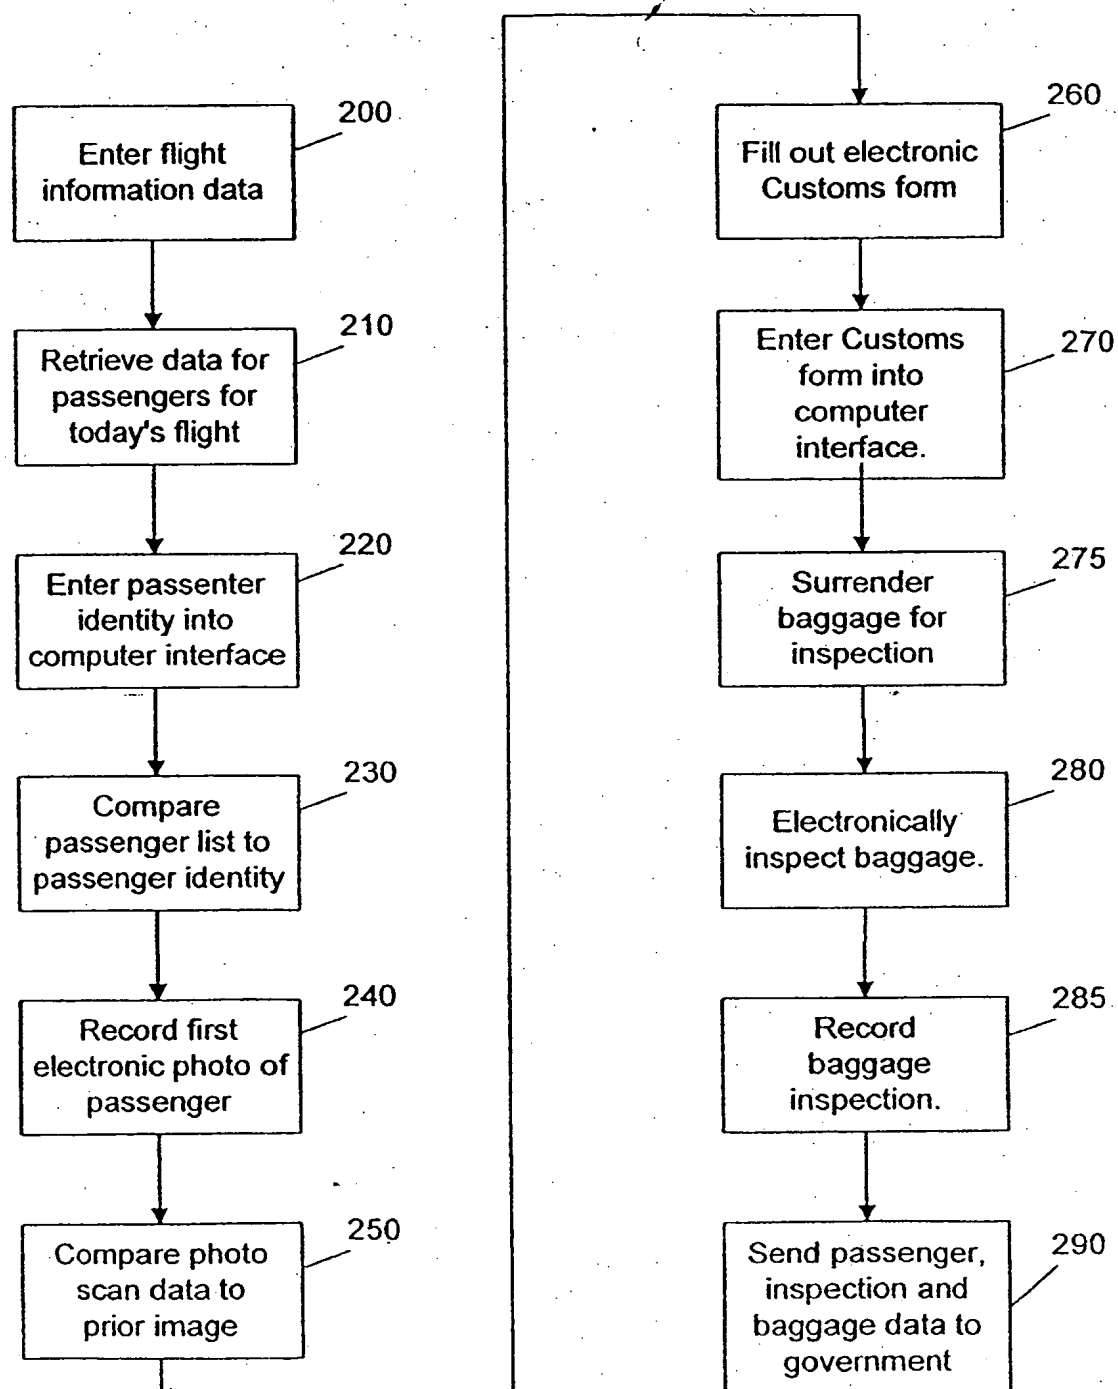 200
Enter flight
information data
210
Retrieve data for
passengers for
today's flight
220
Enter passenter
identity into
computer interface
230
Compare
passenger list to
passenger identity
240
Record first
electronic photo of
passenger
250
Compare photo
scan data to
prior image
260
Fill out electronic
Customs form
270
Enter Customs
form into
computer
interface.
275
Surrender
baggage for
inspection
280
Electronically
inspect baggage.
285
Record
baggage
inspection.
290
Send passenger,
inspection and
baggage data to
government